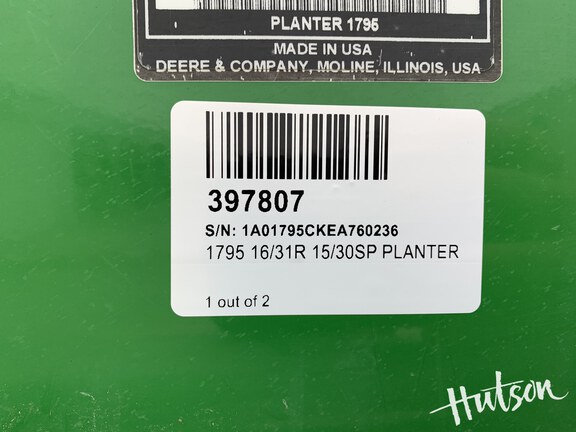 PLANTER 1795
MADE IN USA
DEERE & COMPANY, MOLINE, ILLINOIS, USA
397807
S/N: 1A01795CKEA760236
1795 16/31R 15/30SP PLANTER
1 out of 2
Hutson